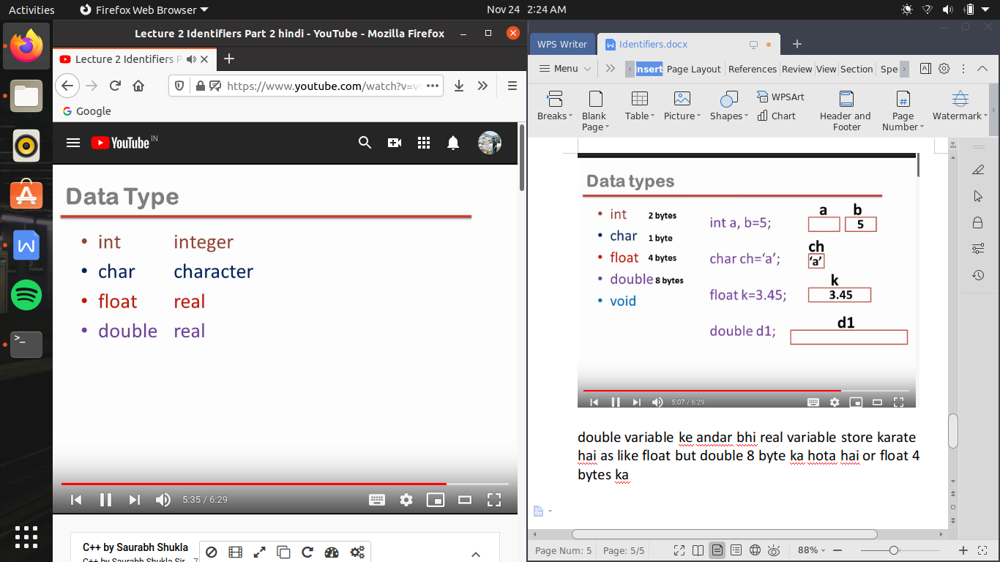 Activities
Firefox Web Browser
Nov 24 2:24 AM
Lecture 2 Identifiers Part 2 hindi - YouTube - Mozilla Firefox
Lecture 2 Identifiers P
https://www.youtube.com/watch?v=v
Google
YouTube IN
Data Type
• int integer
• char character
• float real
• double real
5:35 / 6:29
C++ by Saurabh Shukla
C++ by Saurabh Shukla Sir
WPS Writer
Identifiers.docx
Menu
Insert
Page Layout
References
Review
View
Section
Spe
Breaks
Blank
Page
Table
Picture
Shapes
WPSArt
Chart
Header and
Footer
Page
Number
Watermark
Data types
• int 2 bytes
• char 1 byte
• float 4 bytes
• double 8 bytes
• void
int a, b=5;
a b
5
char ch=‘a’;
ch
‘a’
float k=3.45;
k
3.45
double d1;
d1
5:07 / 6:29
double variable ke andar bhi real variable store karate
hai as like float but double 8 byte ka hota hai or float 4
bytes ka
Page Num: 5
Page: 5/5
88%